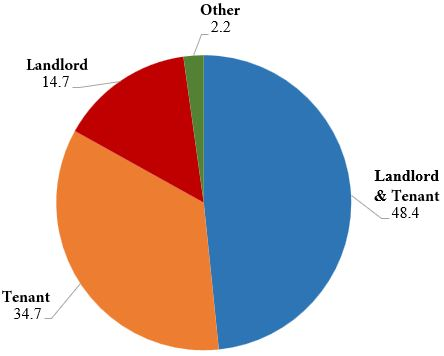 Other
2.2
Landlord
14.7
Landlord
& Tenant
48.4
Tenant
34.7